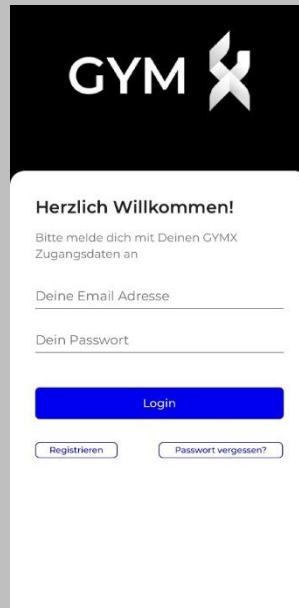 GYM X
Herzlich Willkommen!
Bitte melde dich mit Deinen GYMX
Zugangsdaten an
Deine Email Adresse
Dein Passwort
Login
Registrieren Passwort vergessen?